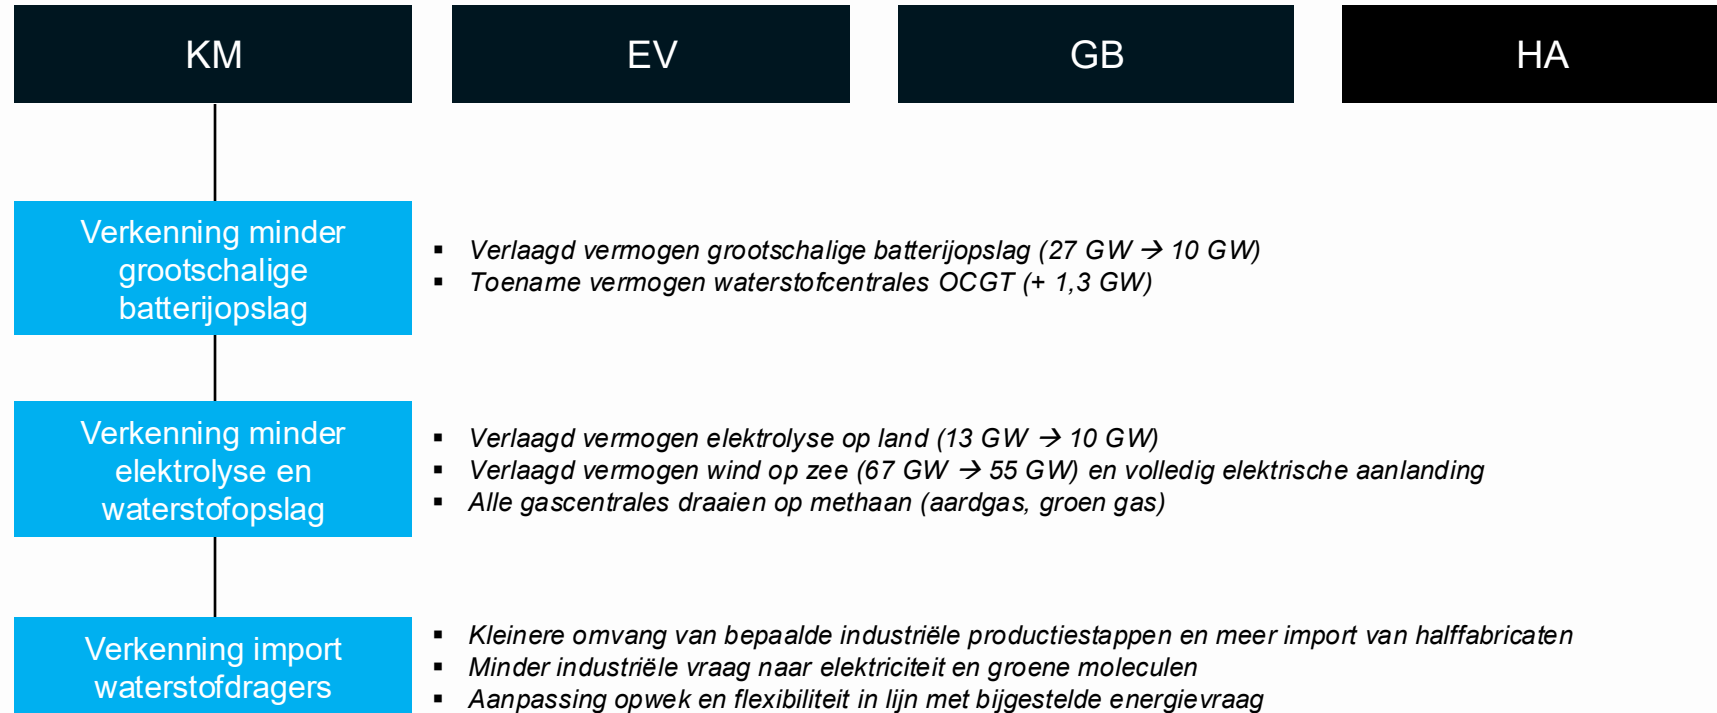 KM
EV
GB
HA
Verkenning minder
grootschalige
batterijopslag
▪ Verlaagd vermogen grootschalige batterijopslag (27 GW → 10 GW)
▪ Toename vermogen waterstofcentrales OCGT (+ 1,3 GW)
Verkenning minder
elektrolyse en
waterstofopslag
▪ Verlaagd vermogen elektrolyse op land (13 GW → 10 GW)
▪ Verlaagd vermogen wind op zee (67 GW → 55 GW) en volledig elektrische aanlanding
▪ Alle gascentrales draaien op methaan (aardgas, groen gas)
Verkenning import
waterstofdragers
▪ Kleinere omvang van bepaalde industriële productiestappen en meer import van halffabricaten
▪ Minder industriële vraag naar elektriciteit en groene moleculen
▪ Aanpassing opwek en flexibiliteit in lijn met bijgestelde energievraag